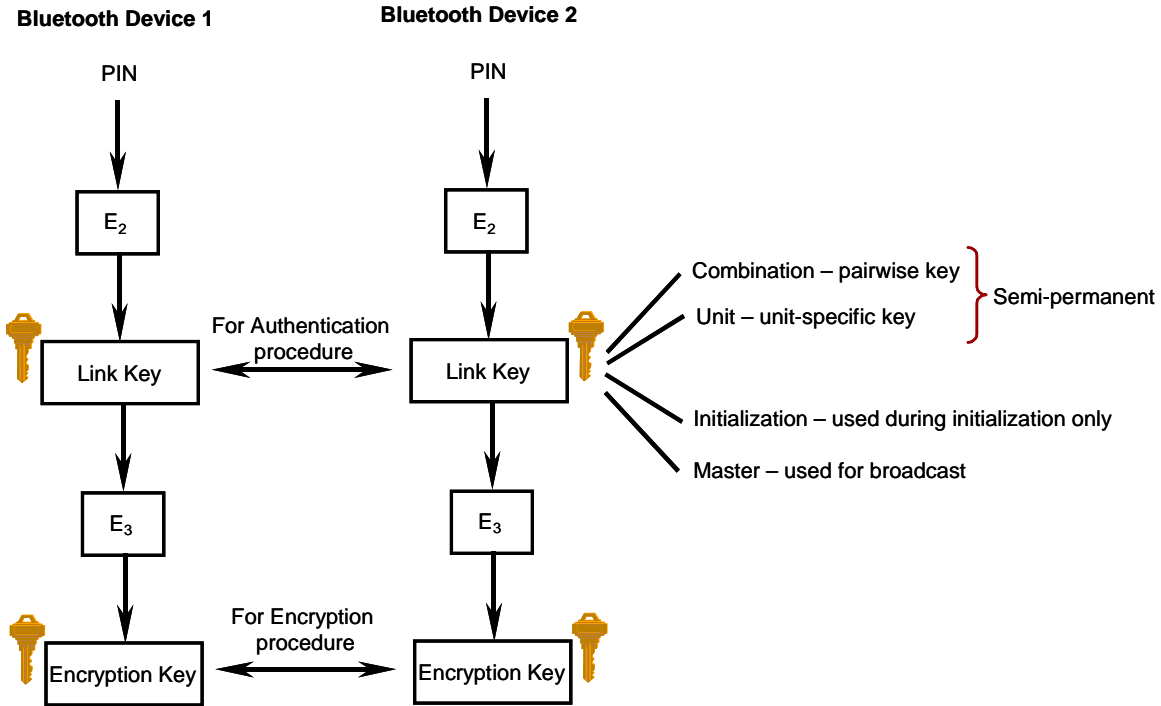 Bluetooth Device 1
Bluetooth Device 2
PIN
PIN
E₂
E₂
Combination – pairwise key
Semi-permanent
Unit – unit-specific key
For Authentication
procedure
Link Key
Link Key
Initialization – used during initialization only
Master – used for broadcast
E₃
E₃
For Encryption
procedure
Encryption Key
Encryption Key